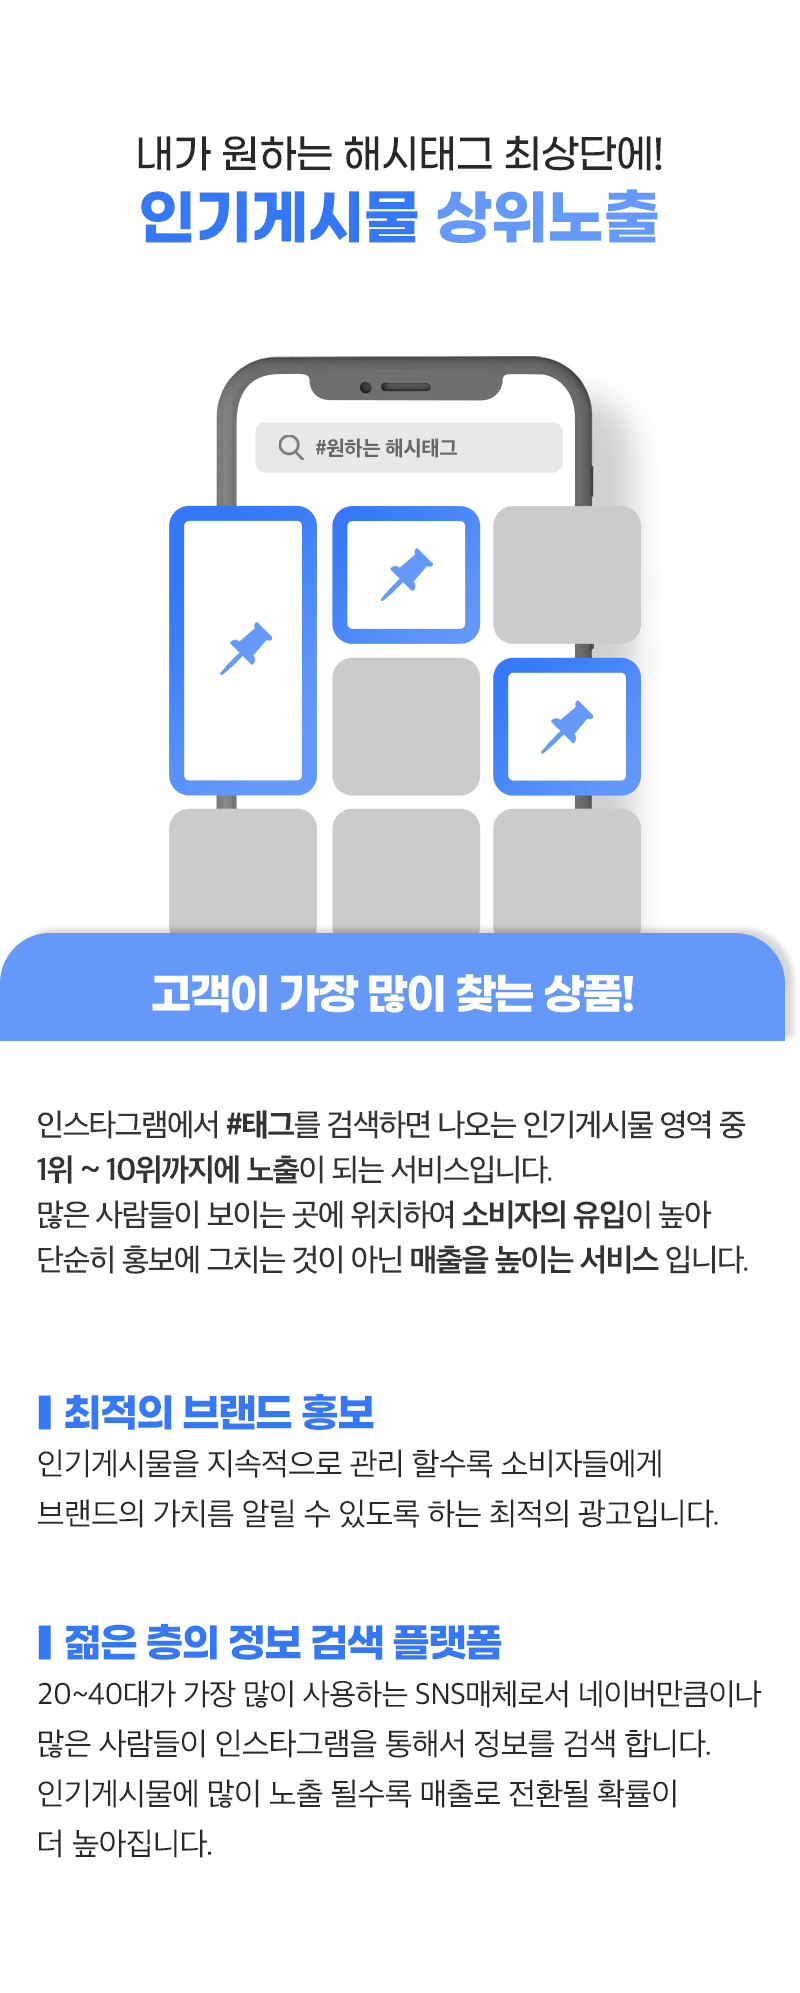 내가 원하는 해시태그 최상단에!
인기게시물 상위노출
#원하는 해시태그
고객이 가장 많이 찾는 상품!
인스타그램에서 #태그를 검색하면 나오는 인기게시물 영역 중
1위 ~ 10위까지에 노출이 되는 서비스입니다.
많은 사람들이 보이는 곳에 위치하여 소비자의 유입이 높아
단순히 홍보에 그치는 것이 아닌 매출을 높이는 서비스 입니다.
최적의 브랜드 홍보
인기게시물을 지속적으로 관리 할수록 소비자들에게
브랜드의 가치름 알릴 수 있도록 하는 최적의 광고입니다.
젊은 층의 정보 검색 플랫폼
20~40대가 가장 많이 사용하는 SNS매체로서 네이버만큼이나
많은 사람들이 인스타그램을 통해서 정보를 검색 합니다.
인기게시물에 많이 노출 될수록 매출로 전환될 확률이
더 높아집니다.